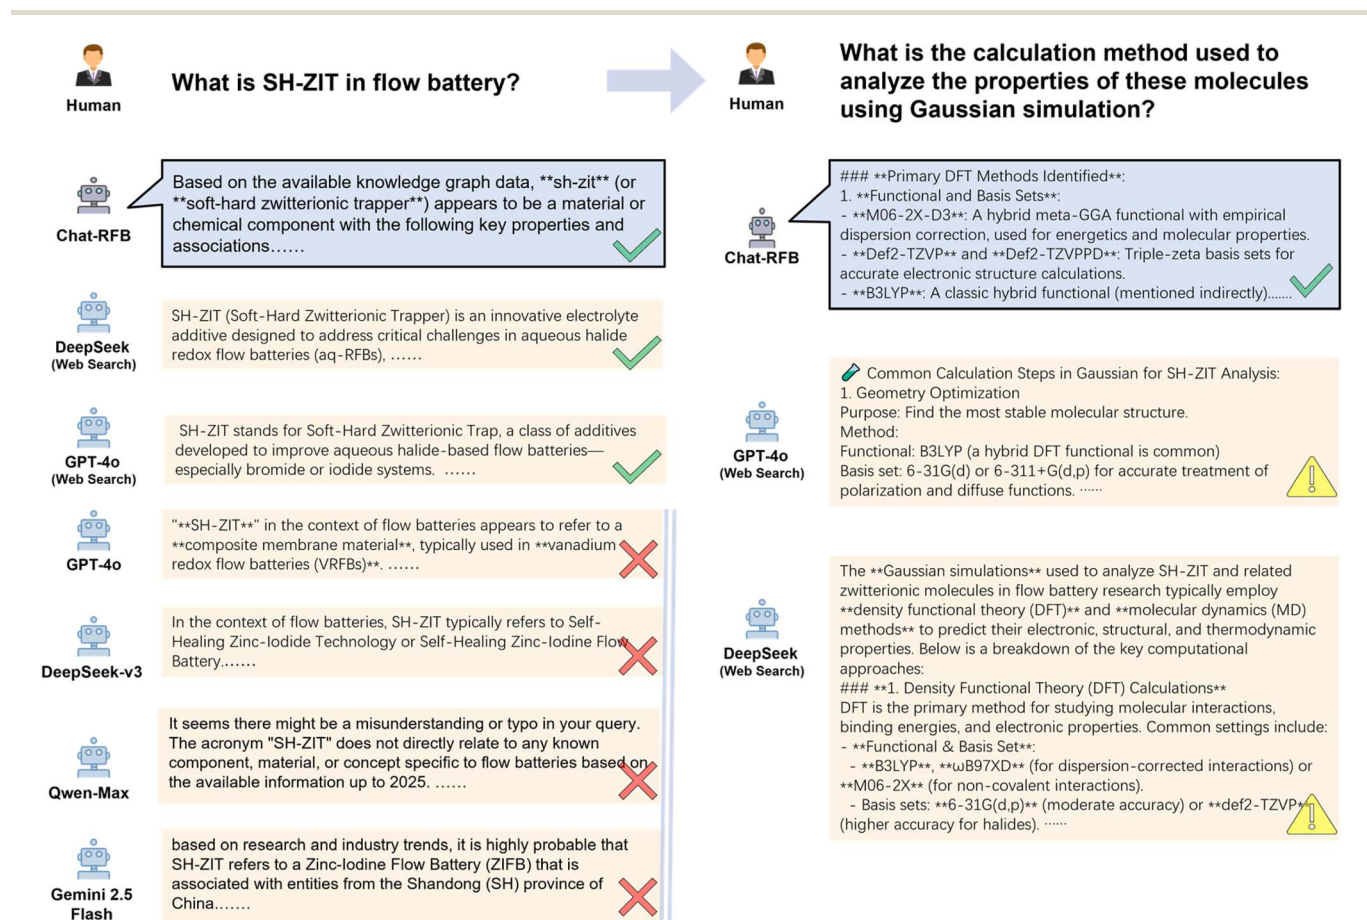 Human
What is SH-ZIT in flow battery?
Chat-RFB
Based on the available knowledge graph data, **sh-zit** (or
**soft-hard zwitterionic trapper**) appears to be a material or
chemical component with the following key properties and
associations......
DeepSeek
(Web Search)
SH-ZIT (Soft-Hard Zwitterionic Trapper) is an innovative electrolyte
additive designed to address critical challenges in aqueous halide
redox flow batteries (aq-RFBs), ......
GPT-4o
(Web Search)
SH-ZIT stands for Soft-Hard Zwitterionic Trap, a class of additives
developed to improve aqueous halide-based flow batteries—
especially bromide or iodide systems. ......
GPT-4o
"**SH-ZIT**" in the context of flow batteries appears to refer to a
**composite membrane material**, typically used in **vanadium
redox flow batteries (VRFBs)**. ......
DeepSeek-v3
In the context of flow batteries, SH-ZIT typically refers to Self-
Healing Zinc-Iodide Technology or Self-Healing Zinc-Iodine Flow
Battery......
Qwen-Max
It seems there might be a misunderstanding or typo in your query.
The acronym "SH-ZIT" does not directly relate to any known
component, material, or concept specific to flow batteries based on
the available information up to 2025. ......
Gemini 2.5
Flash
based on research and industry trends, it is highly probable that
SH-ZIT refers to a Zinc-Iodine Flow Battery (ZIFB) that is
associated with entities from the Shandong (SH) province of
China.......
Human
What is the calculation method used to
analyze the properties of these molecules
using Gaussian simulation?
Chat-RFB
### **Primary DFT Methods Identified**:
1. **Functional and Basis Sets**:
- **M06-2X-D3**: A hybrid meta-GGA functional with empirical
dispersion correction, used for energetics and molecular properties.
- **Def2-TZVP** and **Def2-TZVPPD**: Triple-zeta basis sets for
accurate electronic structure calculations.
- **B3LYP**: A classic hybrid functional (mentioned indirectly)......
GPT-4o
(Web Search)
Common Calculation Steps in Gaussian for SH-ZIT Analysis:
1. Geometry Optimization
Purpose: Find the most stable molecular structure.
Method:
Functional: B3LYP (a hybrid DFT functional is common)
Basis set: 6-31G(d) or 6-311+G(d,p) for accurate treatment of
polarization and diffuse functions. ······
DeepSeek
(Web Search)
The **Gaussian simulations** used to analyze SH-ZIT and related
zwitterionic molecules in flow battery research typically employ
**density functional theory (DFT)** and **molecular dynamics (MD)
methods** to predict their electronic, structural, and thermodynamic
properties. Below is a breakdown of the key computational
approaches:
### **1. Density Functional Theory (DFT) Calculations**
DFT is the primary method for studying molecular interactions,
binding energies, and electronic properties. Common settings include:
- **Functional & Basis Set**:
- **B3LYP**, **ωB97XD** (for dispersion-corrected interactions) or
**M06-2X** (for non-covalent interactions).
- Basis sets: **6-31G(d,p)** (moderate accuracy) or **def2-TZVP**
(higher accuracy for halides). ······